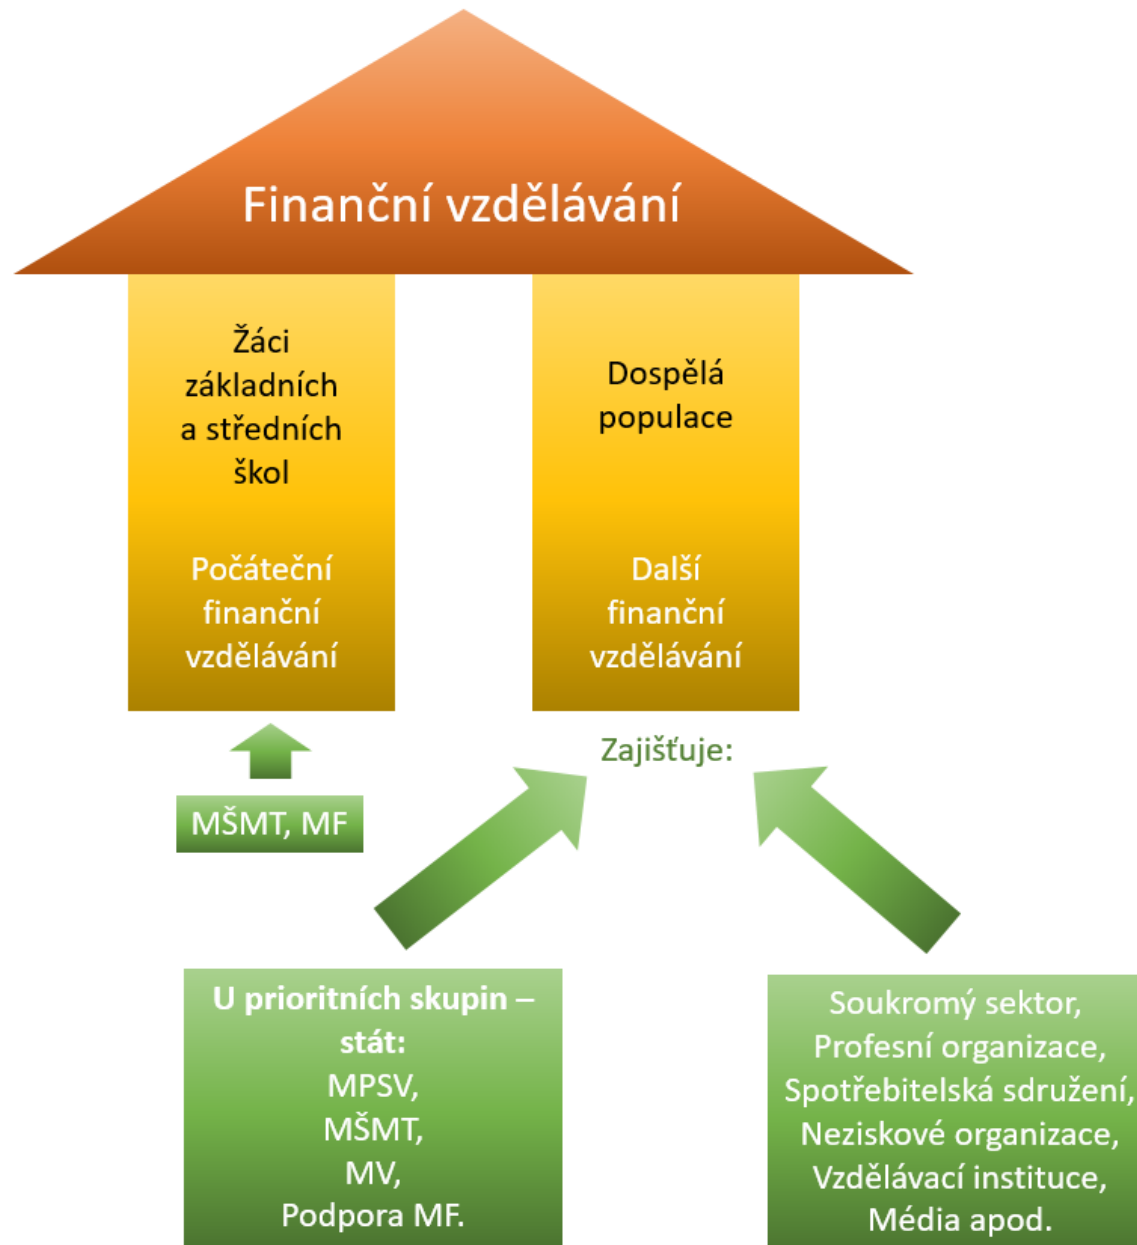 Finanční vzdělávání
Žáci
základních
a středních
škol
Počáteční
finanční
vzdělávání
Dospělá
populace
Další
finanční
vzdělávání
MŠMT, MF
Zajišťuje:
U prioritních skupin –
stát:
MPSV,
MŠMT,
MV,
Podpora MF.
Soukromý sektor,
Profesní organizace,
Spotřebitelská sdružení,
Neziskové organizace,
Vzdělávací instituce,
Média apod.